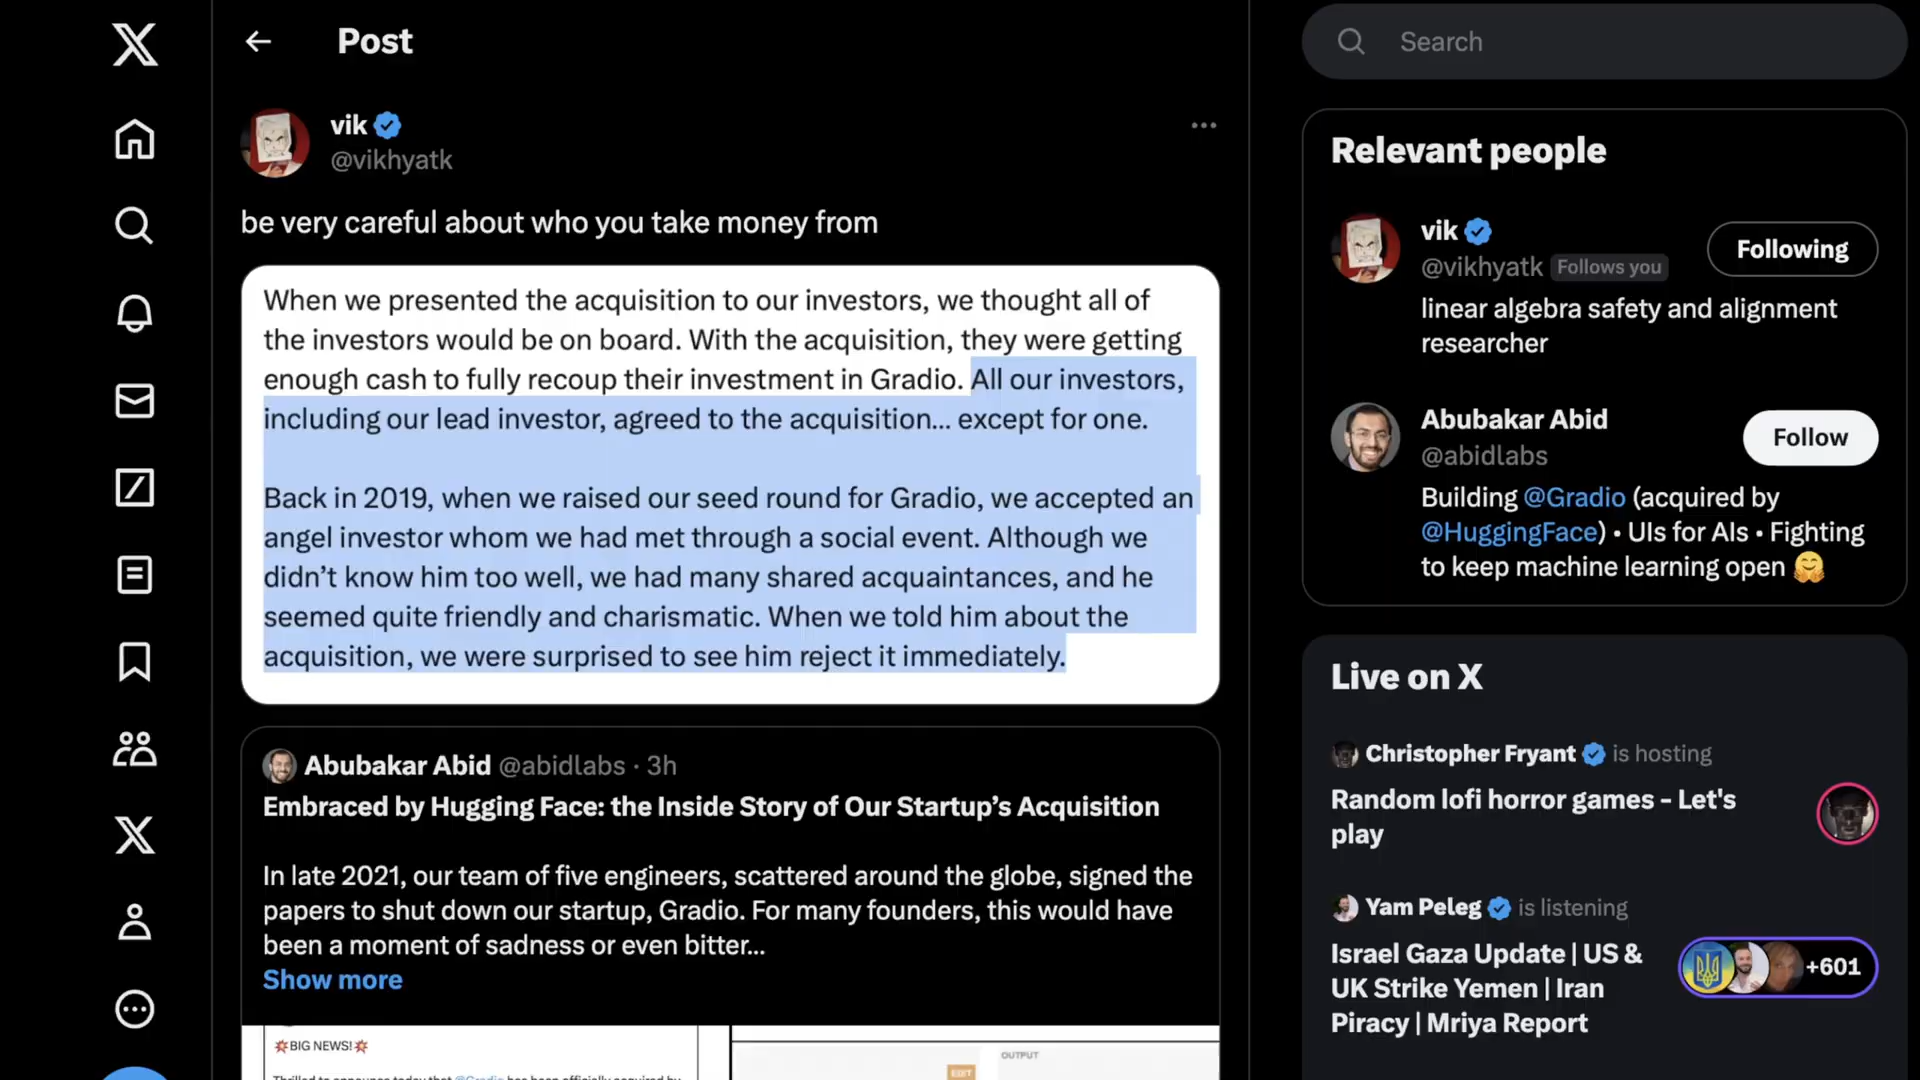 Post
Search
vik
@vikhyatk
be very careful about who you take money from
When we presented the acquisition to our investors, we thought all of
the investors would be on board. With the acquisition, they were getting
enough cash to fully recoup their investment in Gradio. All our investors,
including our lead investor, agreed to the acquisition... except for one.
Back in 2019, when we raised our seed round for Gradio, we accepted an
angel investor whom we had met through a social event. Although we
didn't know him too well, we had many shared acquaintances, and he
seemed quite friendly and charismatic. When we told him about the
acquisition, we were surprised to see him reject it immediately.
Abubakar Abid @abidlabs · 3h
Embraced by Hugging Face: the Inside Story of Our Startup's Acquisition
In late 2021, our team of five engineers, scattered around the globe, signed the
papers to shut down our startup, Gradio. For many founders, this would have
been a moment of sadness or even bitter...
Show more
💥BIG NEWS!💥
Thrilled to announce today that @Gradio has been officially acquired by
EDIT
OUTPUT
Relevant people
vik
Following
@vikhyatk Follows you
linear algebra safety and alignment
researcher
Abubakar Abid
Follow
@abidlabs
Building @Gradio (acquired by
@HuggingFace) • UIs for AIs • Fighting
to keep machine learning open 🤗
Live on X
Christopher Fryant is hosting
Random lofi horror games - Let's
play
Yam Peleg is listening
Israel Gaza Update | US &
UK Strike Yemen | Iran
Piracy | Mriya Report
+601